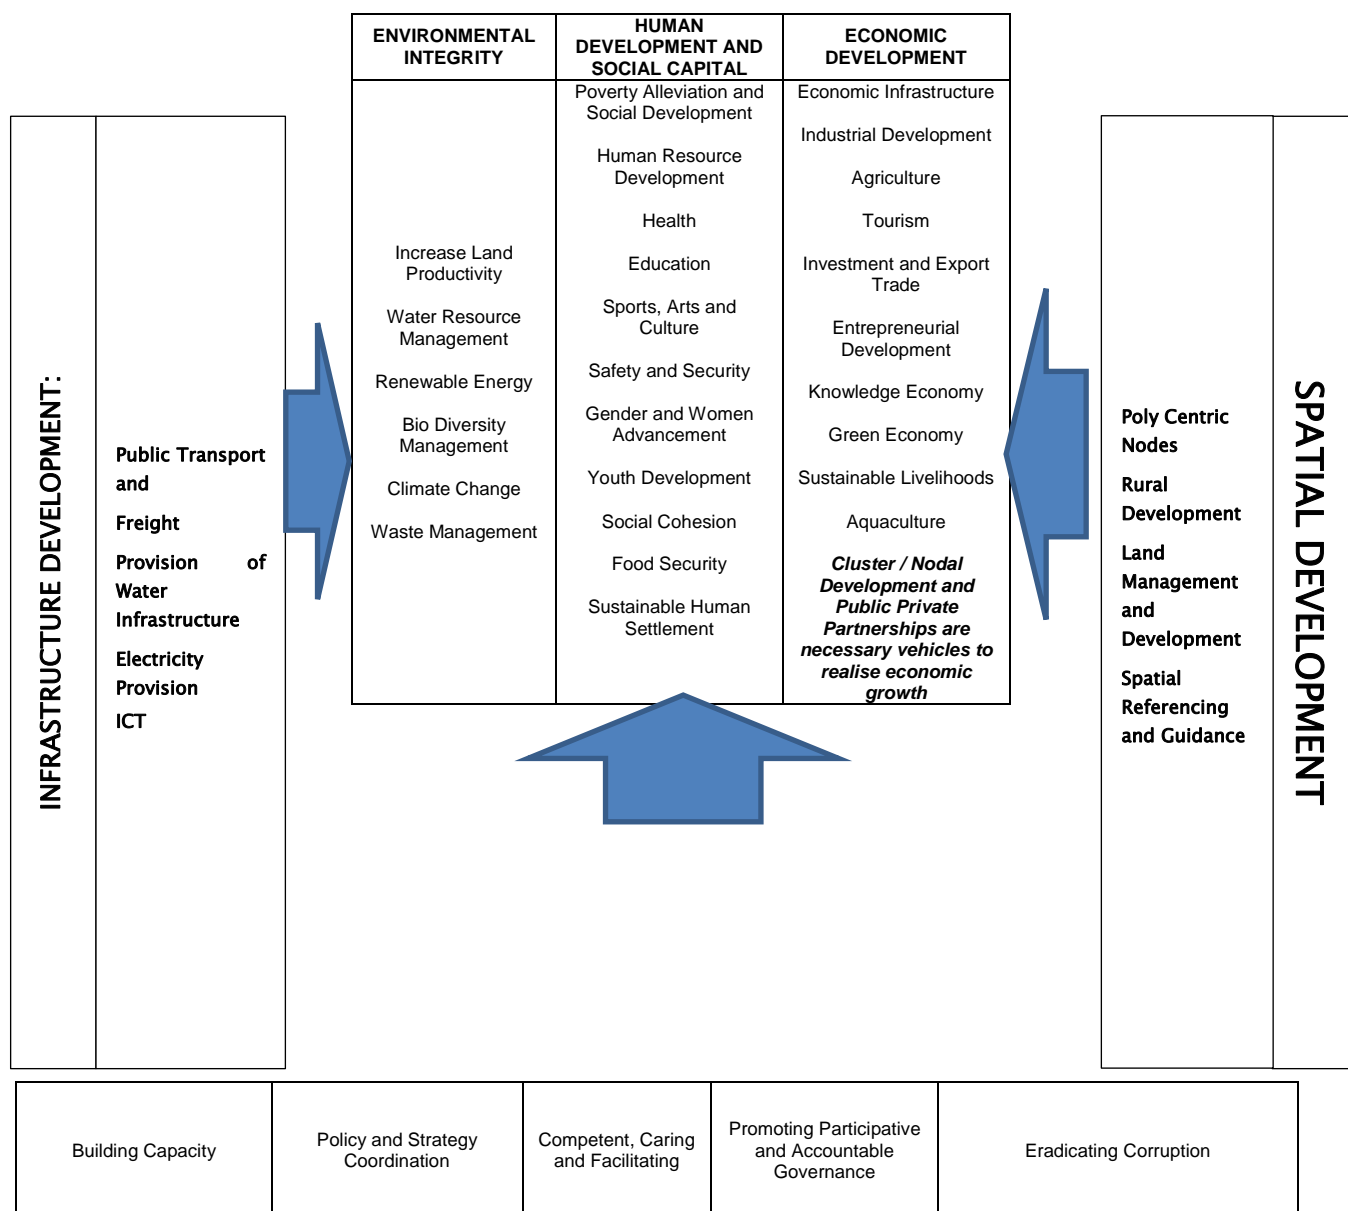 ENVIRONMENTAL
INTEGRITY
HUMAN
DEVELOPMENT AND
SOCIAL CAPITAL
ECONOMIC
DEVELOPMENT
INFRASTRUCTURE DEVELOPMENT:
Public Transport
and
Freight
Provision of
Water
Infrastructure
Electricity
Provision
ICT
Increase Land
Productivity
Water Resource
Management
Renewable Energy
Bio Diversity
Management
Climate Change
Waste Management
Poverty Alleviation and
Social Development
Human Resource
Development
Health
Education
Sports, Arts and
Culture
Safety and Security
Gender and Women
Advancement
Youth Development
Social Cohesion
Food Security
Sustainable Human
Settlement
Economic Infrastructure
Industrial Development
Agriculture
Tourism
Investment and Export
Trade
Entrepreneurial
Development
Knowledge Economy
Green Economy
Sustainable Livelihoods
Aquaculture
Cluster / Nodal
Development and
Public Private
Partnerships are
necessary vehicles to
realise economic
growth
Poly Centric
Nodes
Rural
Development
Land
Management
and
Development
Spatial
Referencing
and Guidance
SPATIAL DEVELOPMENT
Building Capacity
Policy and Strategy
Coordination
Competent, Caring
and Facilitating
Promoting Participative
and Accountable
Governance
Eradicating Corruption